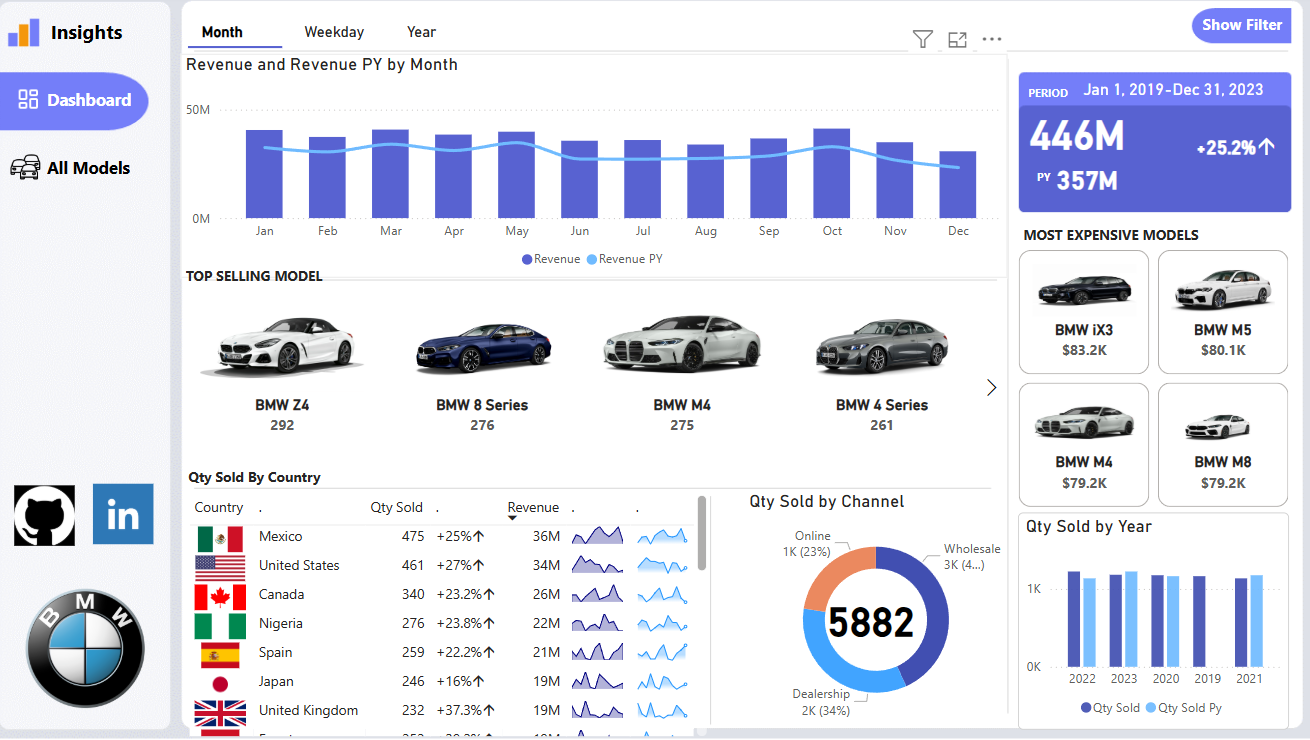 Insights
Dashboard
All Models
Month Weekday Year
Show Filter
Revenue and Revenue PY by Month
50M
0M
Jan Feb Mar Apr May Jun Jul Aug Sep Oct Nov Dec
Revenue Revenue PY
PERIOD Jan 1, 2019-Dec 31, 2023
446M
+25.2%↑
PY 357M
MOST EXPENSIVE MODELS
BMW iX3
$83.2K
BMW M5
$80.1K
BMW M4
$79.2K
BMW M8
$79.2K
TOP SELLING MODEL
BMW Z4
292
BMW 8 Series
276
BMW M4
275
BMW 4 Series
261
Qty Sold By Country
Country . Qty Sold . Revenue . .
Mexico 475 +25%↑ 36M
United States 461 +27%↑ 34M
Canada 340 +23.2%↑ 26M
Nigeria 276 +23.8%↑ 22M
Spain 259 +22.2%↑ 21M
Japan 246 +16%↑ 19M
United Kingdom 232 +37.3%↑ 19M
Qty Sold by Channel
Online
1K (23%)
Wholesale
3K (4...)
5882
Dealership
2K (34%)
Qty Sold by Year
1K
0K
2022 2023 2020 2019 2021
Qty Sold Qty Sold Py
in
BMW